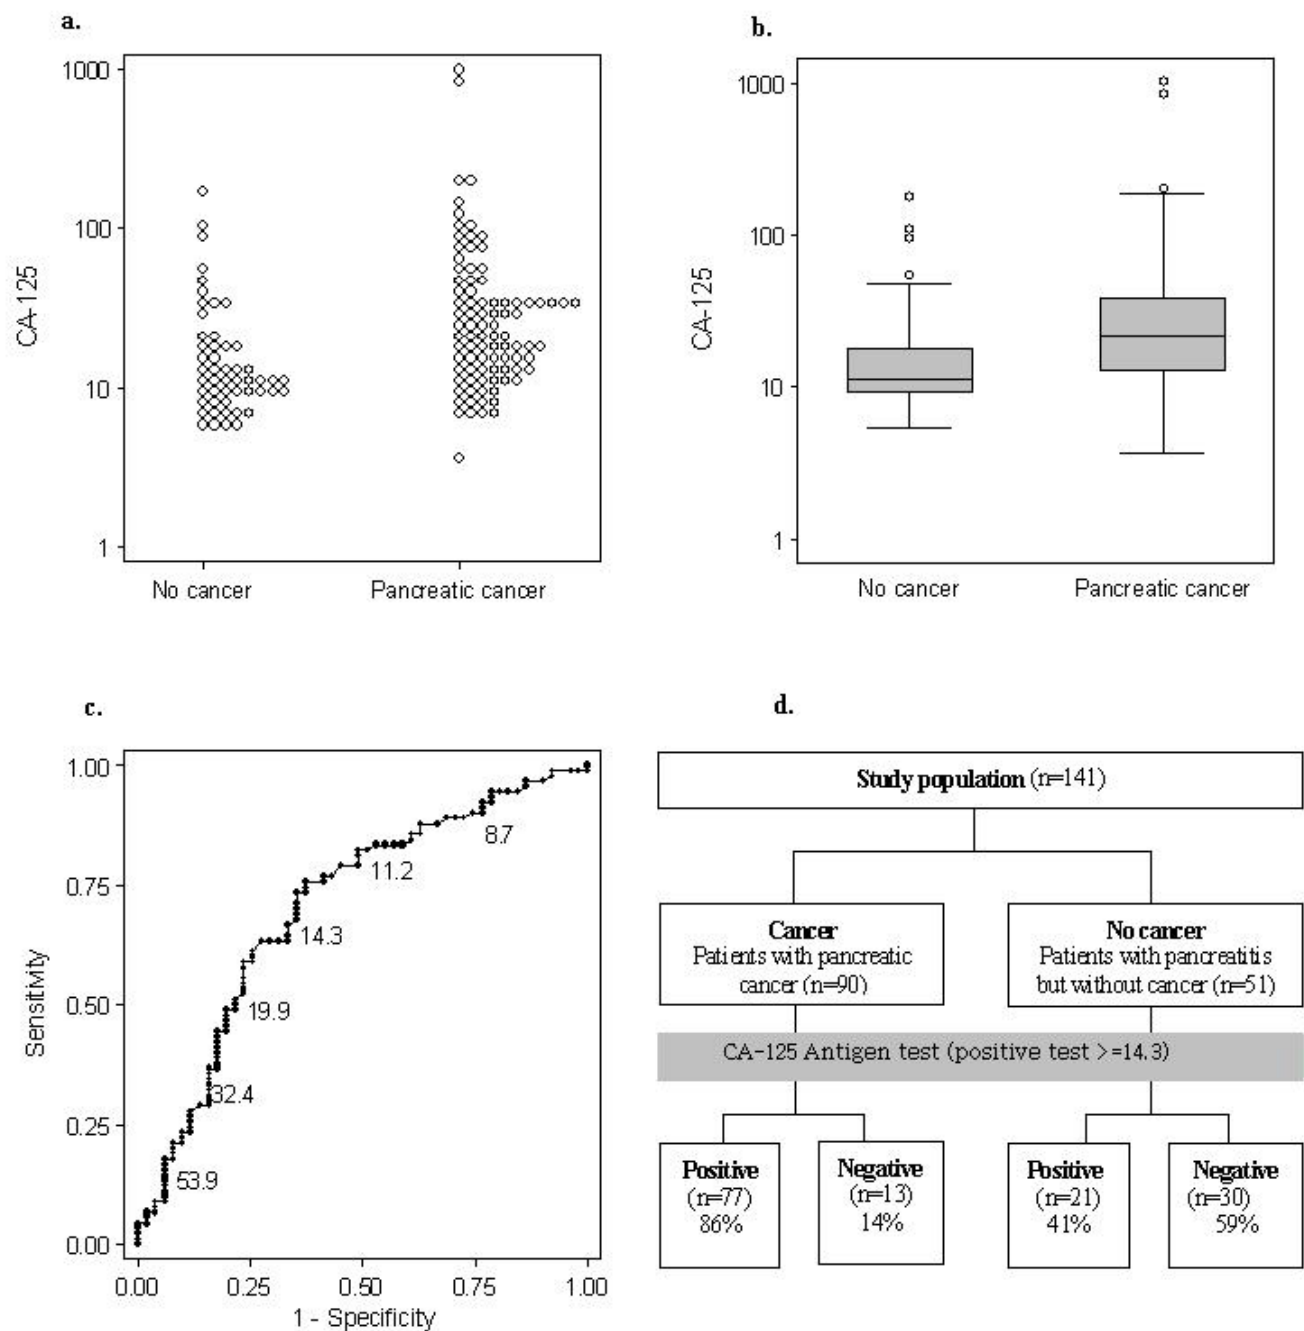 a.
1000
100
10
1
CA-125
No cancer
Pancreatic cancer
b.
1000
100
10
1
CA-125
No cancer
Pancreatic cancer
c.
1.00
0.75
0.50
0.25
0.00
Sensitivity
8.7
11.2
14.3
19.9
32.4
53.9
0.00
0.25
0.50
0.75
1.00
1 - Specificity
d.
Study population (n=141)
Cancer
Patients with pancreatic
cancer (n=90)
No cancer
Patients with pancreatitis
but without cancer (n=51)
CA-125 Antigen test (positive test >=14.3)
Positive
(n=77)
86%
Negative
(n=13)
14%
Positive
(n=21)
41%
Negative
(n=30)
59%